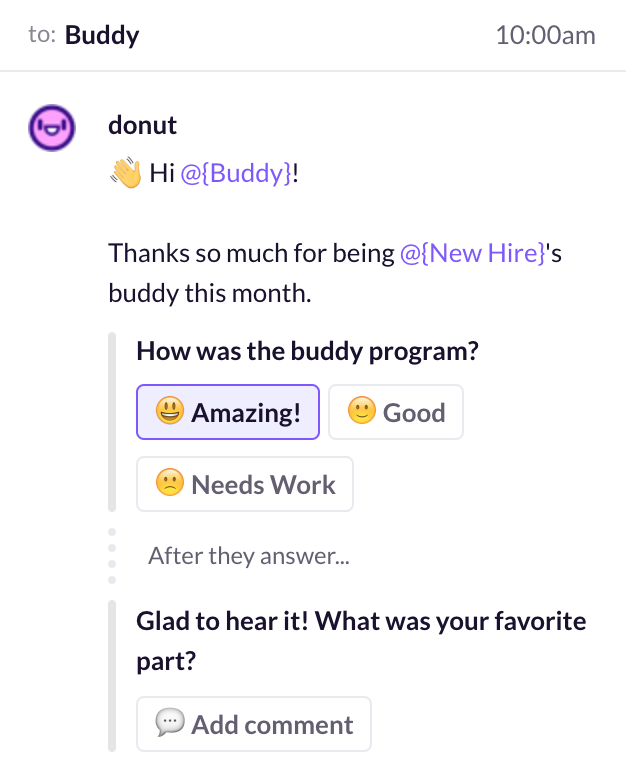 to: Buddy 10:00am
donut
👋 Hi @{Buddy}!
Thanks so much for being @{New Hire}'s
buddy this month.
How was the buddy program?
😃 Amazing! 🙂 Good
🙁 Needs Work
After they answer...
Glad to hear it! What was your favorite
part?
💬 Add comment